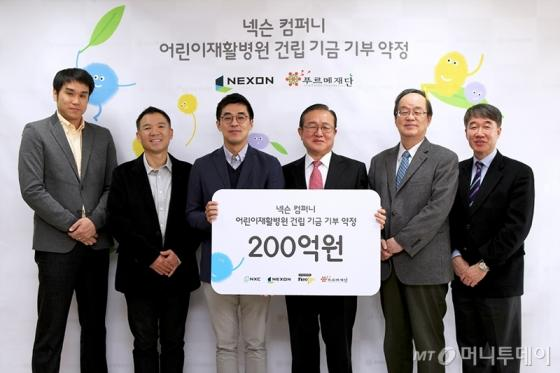 넥슨 컴퍼니
어린이재활병원 건립 기금 기부 약정
NEXON 푸르메재단
넥슨 컴퍼니
어린이재활병원 건립 기금 기부 약정
200억원
NXC NEXON 푸르메재단
MT 머니투데이